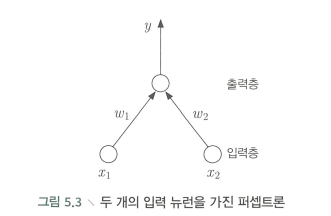 y
출력층
w₁ w₂
입력층
x₁ x₂
그림 5.3 \ 두 개의 입력 뉴런을 가진 퍼셉트론